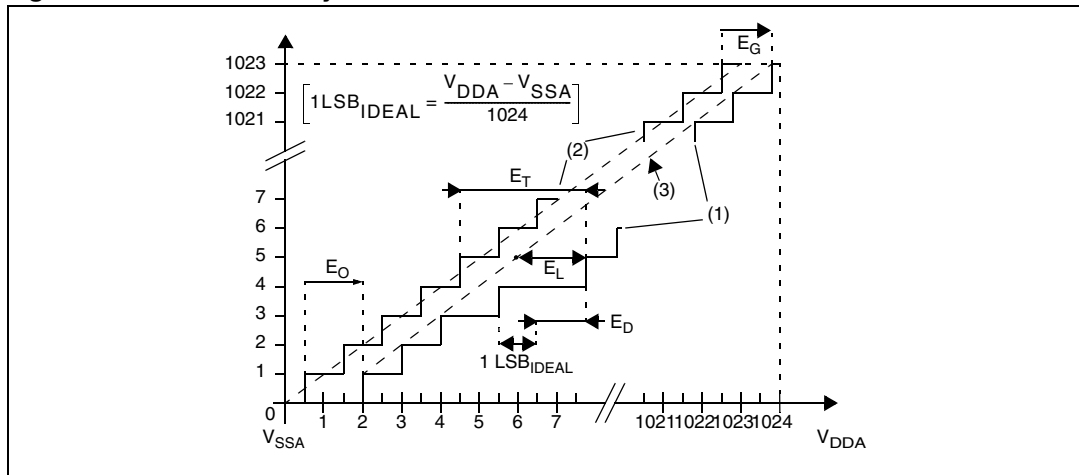 E_G
1023
1022
1021
[1LSB_IDEAL = (V_DDA – V_SSA) / 1024]
(2)
E_T
(3)
7
(1)
6
5
E_L
E_O
4
3
E_D
2
1 LSB_IDEAL
1
0
1 2 3 4 5 6 7 1021 1022 1023 1024
V_SSA
V_DDA